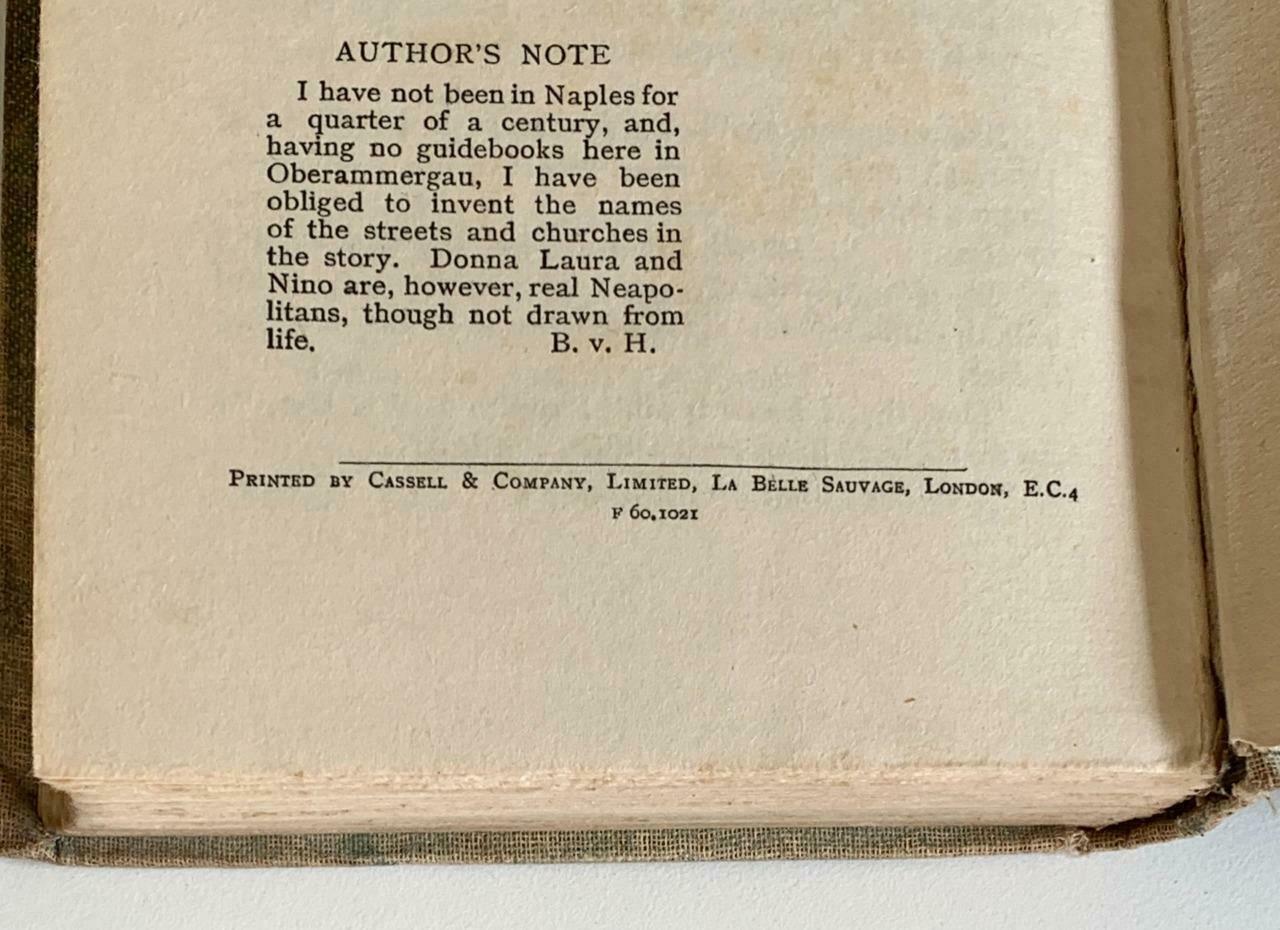 AUTHOR'S NOTE
I have not been in Naples for
a quarter of a century, and,
having no guidebooks here in
Oberammergau, I have been
obliged to invent the names
of the streets and churches in
the story. Donna Laura and
Nino are, however, real Neapo-
litans, though not drawn from
life. B. v. H.
PRINTED BY CASSELL & COMPANY, LIMITED, LA BELLE SAUVAGE, LONDON, E.C.4
F 60.1021